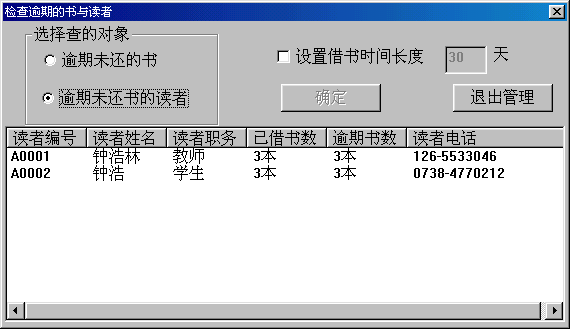 检查逾期的书与读者
选择查的对象
逾期未还的书
逾期未还书的读者
设置借书时间长度 30 天
确定 退出管理
读者编号 读者姓名 读者职务 已借书数 逾期书数 读者电话
A0001 钟浩林 教师 3本 3本 126-5533046
A0002 钟浩 学生 3本 3本 0738-4770212